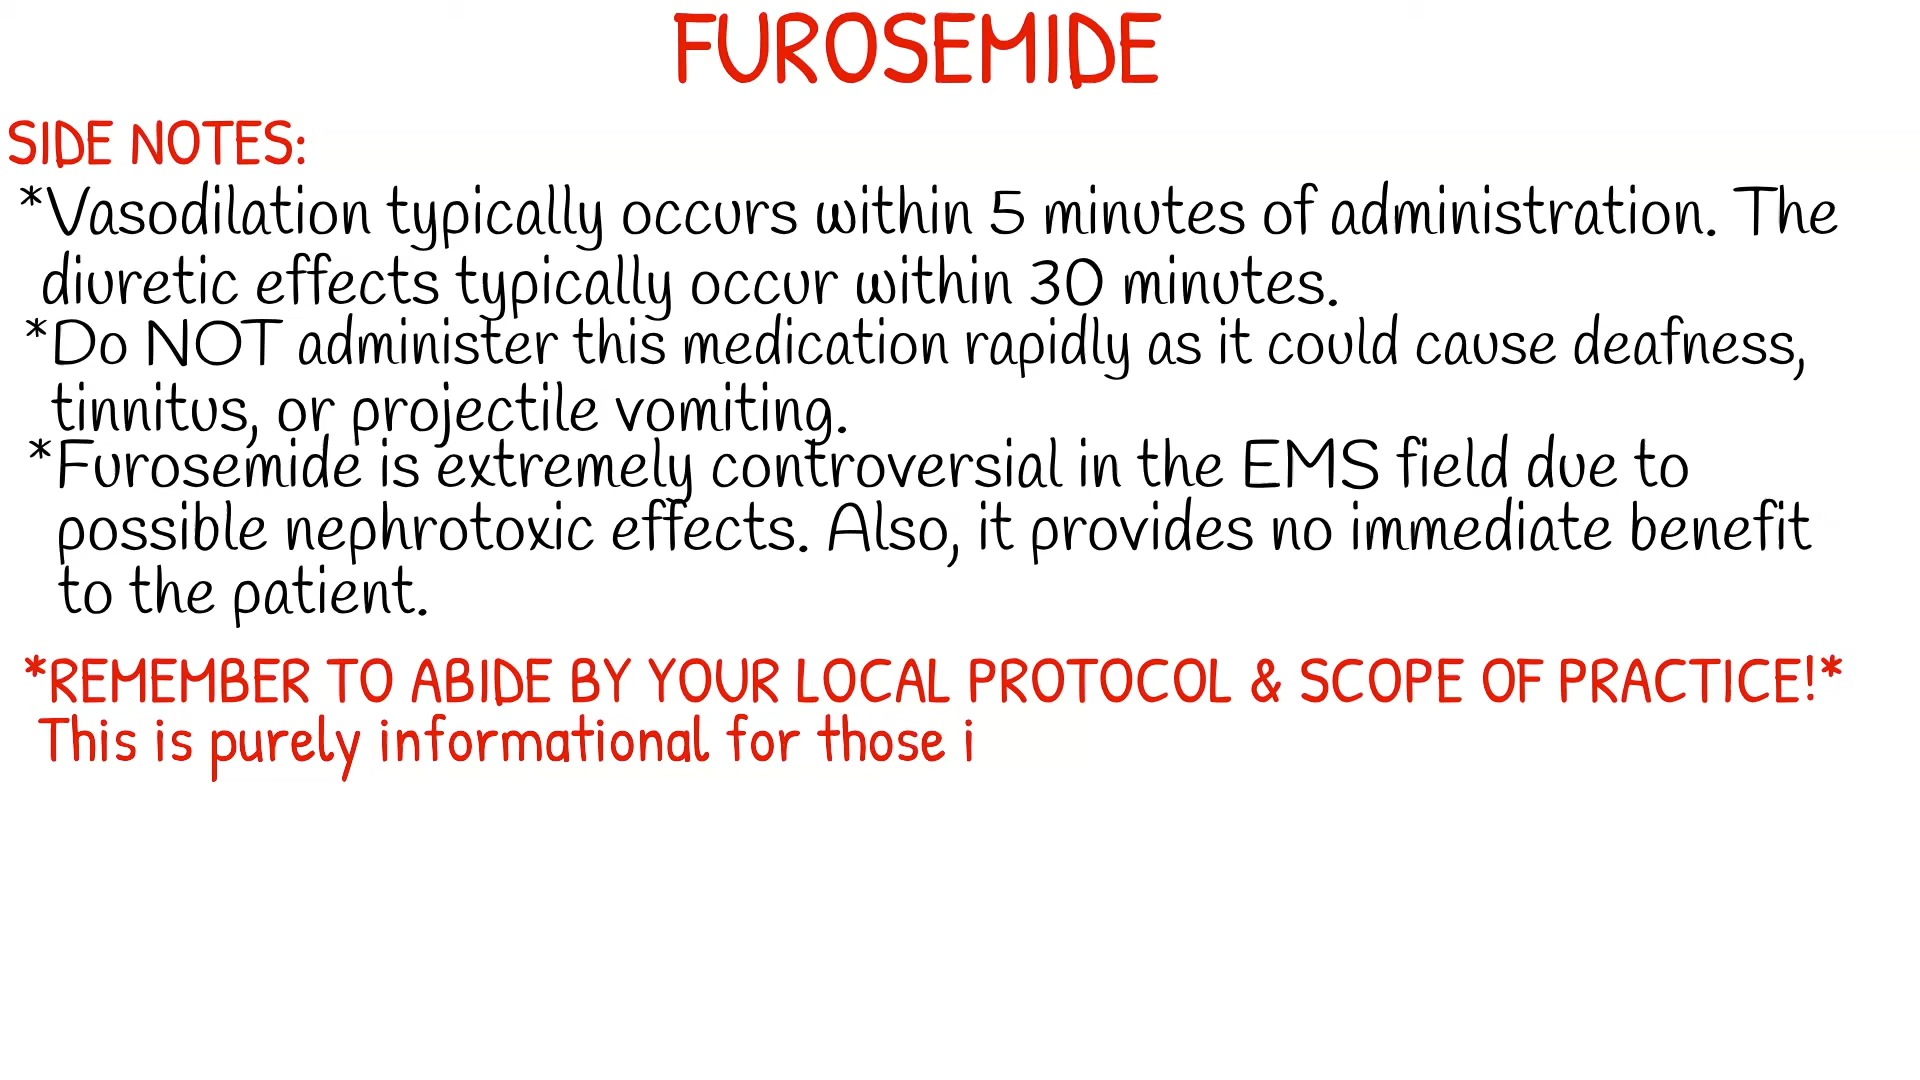 FUROSEMIDE
SIDE NOTES:
*Vasodilation typically occurs within 5 minutes of administration. The
diuretic effects typically occur within 30 minutes.
*Do NOT administer this medication rapidly as it could cause deafness,
tinnitus, or projectile vomiting.
*Furosemide is extremely controversial in the EMS field due to
possible nephrotoxic effects. Also, it provides no immediate benefit
to the patient.
*REMEMBER TO ABIDE BY YOUR LOCAL PROTOCOL & SCOPE OF PRACTICE!*
This is purely informational for those i